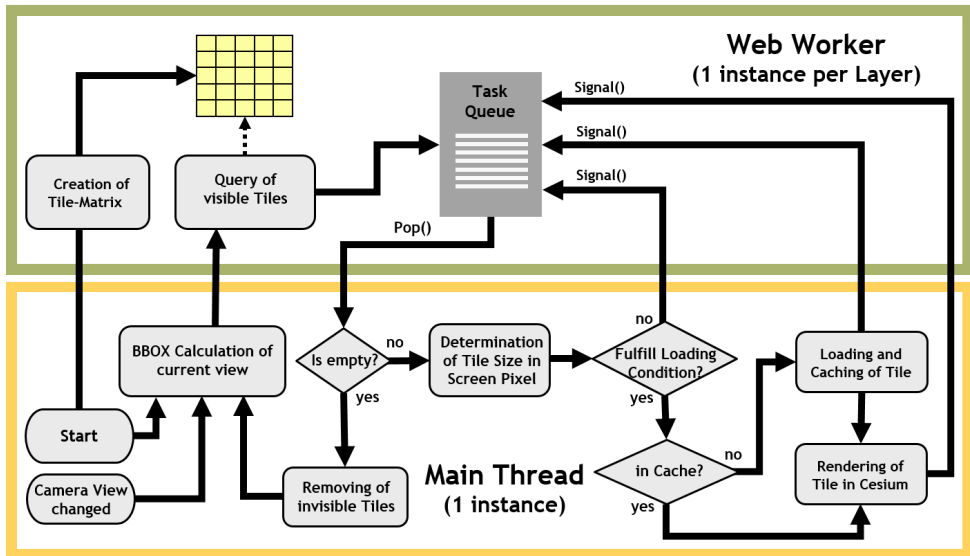 Web Worker
(1 instance per Layer)
Task
Queue
Signal()
Signal()
Signal()
Creation of
Tile-Matrix
Query of
visible Tiles
Pop()
BBOX Calculation of
current view
Is empty?
no
yes
Determination
of Tile Size in
Screen Pixel
no
Fulfill Loading
Condition?
yes
Loading and
Caching of Tile
Start
Camera View
changed
Removing of
invisible Tiles
Main Thread
(1 instance)
in Cache?
no
yes
Rendering of
Tile in Cesium